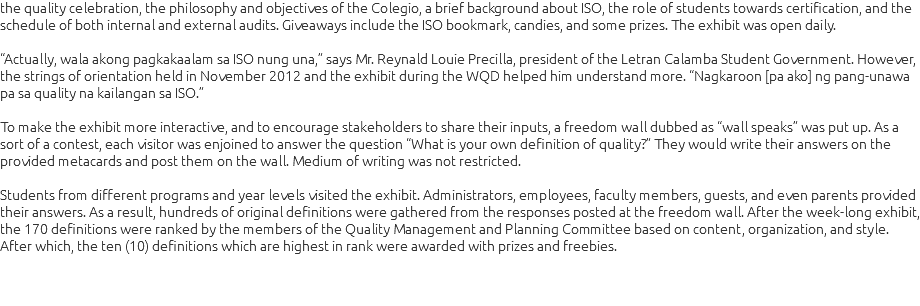 the quality celebration, the philosophy and objectives of the Colegio, a brief background about ISO, the role of students towards certification, and the
schedule of both internal and external audits. Giveaways include the ISO bookmark, candies, and some prizes. The exhibit was open daily.
“Actually, wala akong pagkakaalam sa ISO nung una,” says Mr. Reynald Louie Precilla, president of the Letran Calamba Student Government. However,
the strings of orientation held in November 2012 and the exhibit during the WQD helped him understand more. “Nagkaroon [pa ako] ng pang-unawa
pa sa quality na kailangan sa ISO.”
To make the exhibit more interactive, and to encourage stakeholders to share their inputs, a freedom wall dubbed as “wall speaks” was put up. As a
sort of a contest, each visitor was enjoined to answer the question “What is your own definition of quality?” They would write their answers on the
provided metacards and post them on the wall. Medium of writing was not restricted.
Students from different programs and year levels visited the exhibit. Administrators, employees, faculty members, guests, and even parents provided
their answers. As a result, hundreds of original definitions were gathered from the responses posted at the freedom wall. After the week-long exhibit,
the 170 definitions were ranked by the members of the Quality Management and Planning Committee based on content, organization, and style.
After which, the ten (10) definitions which are highest in rank were awarded with prizes and freebies.